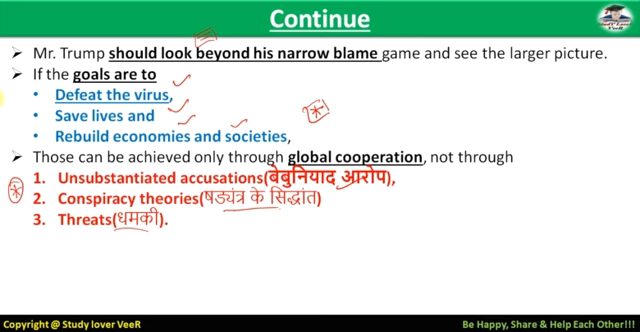 Continue
Study Lover VeeR
➢ Mr. Trump should look beyond his narrow blame game and see the larger picture.
➢ If the goals are to
• Defeat the virus,
• Save lives and
• Rebuild economies and societies,
➢ Those can be achieved only through global cooperation, not through
1. Unsubstantiated accusations(बेबुनियाद आरोप),
2. Conspiracy theories(षड्यंत्र के सिद्धांत)
3. Threats(धमकी).
Copyright @ Study lover VeeR
Be Happy, Share & Help Each Other!!!